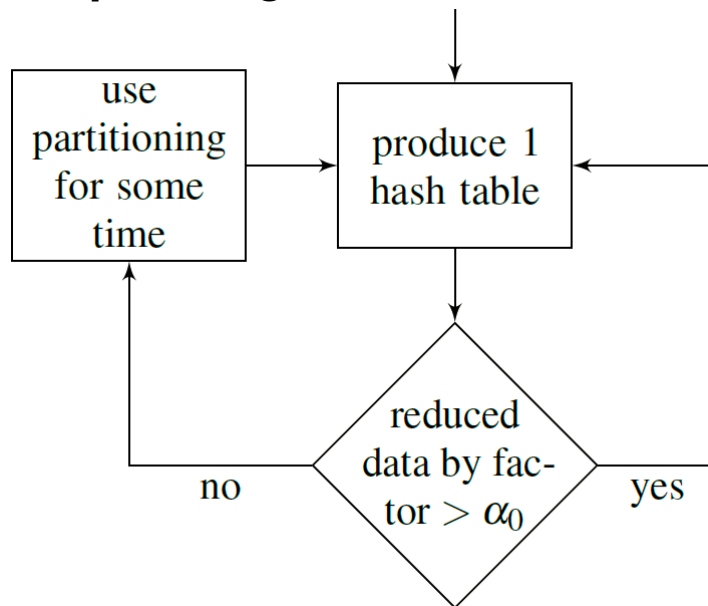 use
partitioning
for some
time
produce 1
hash table
reduced
data by fac-
tor > α₀
no
yes